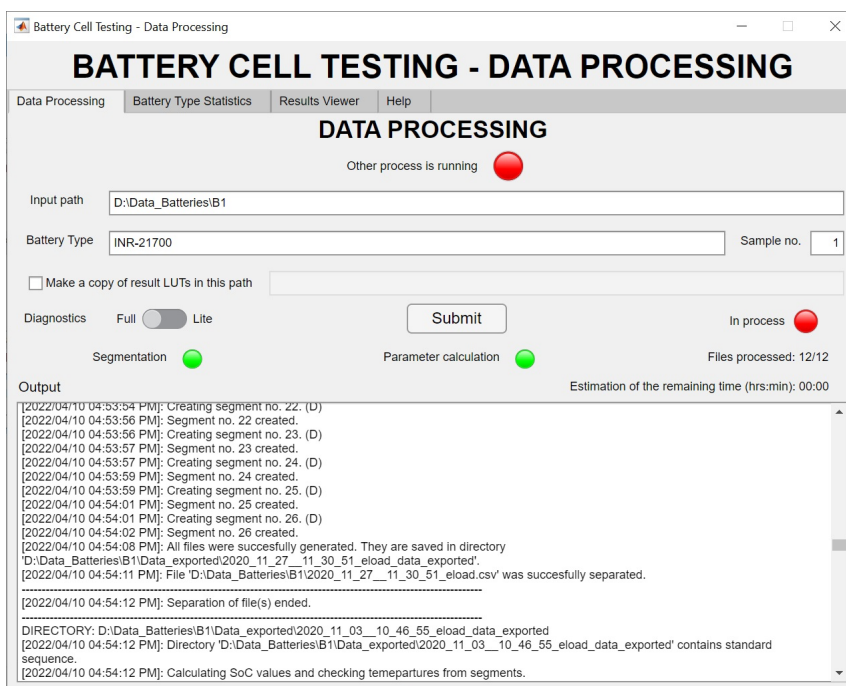 Battery Cell Testing - Data Processing
BATTERY CELL TESTING - DATA PROCESSING
Data Processing Battery Type Statistics Results Viewer Help
DATA PROCESSING
Other process is running
Input path D:\Data_Batteries\B1
Battery Type INR-21700 Sample no. 1
Make a copy of result LUTs in this path
Diagnostics Full Lite Submit In process
Segmentation Parameter calculation Files processed: 12/12
Output Estimation of the remaining time (hrs:min): 00:00
[2022/04/10 04:53:54 PM]: Creating segment no. 22. (D)
[2022/04/10 04:53:56 PM]: Segment no. 22 created.
[2022/04/10 04:53:56 PM]: Creating segment no. 23. (D)
[2022/04/10 04:53:57 PM]: Segment no. 23 created.
[2022/04/10 04:53:57 PM]: Creating segment no. 24. (D)
[2022/04/10 04:53:59 PM]: Segment no. 24 created.
[2022/04/10 04:53:59 PM]: Creating segment no. 25. (D)
[2022/04/10 04:54:01 PM]: Segment no. 25 created.
[2022/04/10 04:54:01 PM]: Creating segment no. 26. (D)
[2022/04/10 04:54:02 PM]: Segment no. 26 created.
[2022/04/10 04:54:08 PM]: All files were succesfully generated. They are saved in directory
'D:\Data_Batteries\B1\Data_exported\2020_11_27__11_30_51_eload_data_exported'.
[2022/04/10 04:54:11 PM]: File 'D:\Data_Batteries\B1\2020_11_27__11_30_51_eload.csv' was succesfully separated.
[2022/04/10 04:54:12 PM]: Separation of file(s) ended.
DIRECTORY: D:\Data_Batteries\B1\Data_exported\2020_11_03__10_46_55_eload_data_exported
[2022/04/10 04:54:12 PM]: Directory 'D:\Data_Batteries\B1\Data_exported\2020_11_03__10_46_55_eload_data_exported' contains standard
sequence.
[2022/04/10 04:54:12 PM]: Calculating SoC values and checking temepartures from segments.